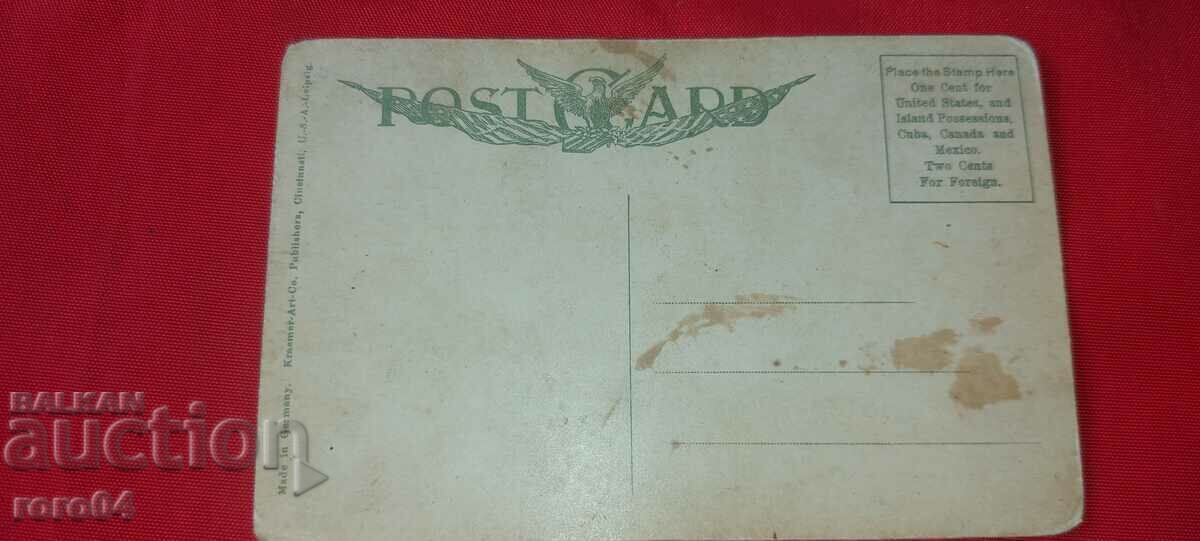 POST CARD
Place the Stamp Here
One Cent for
United States, and
Island Possessions,
Cuba, Canada and
Mexico.
Two Cents
For Foreign.
Made in Germany. Kraemer-Art-Co. Publishers, Cincinnati, U.-S.-A.-Leipzig.
BALKAN
auction
roro04